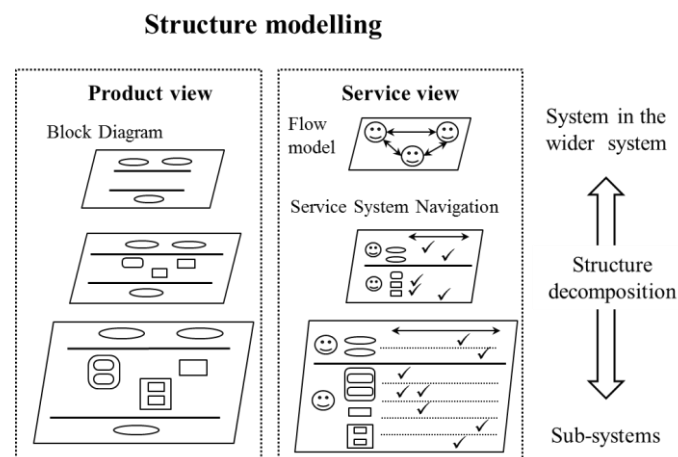 Structure modelling
Product view
Block Diagram
Service view
Flow
model
Service System Navigation
System in the
wider system
Structure
decomposition
Sub-systems